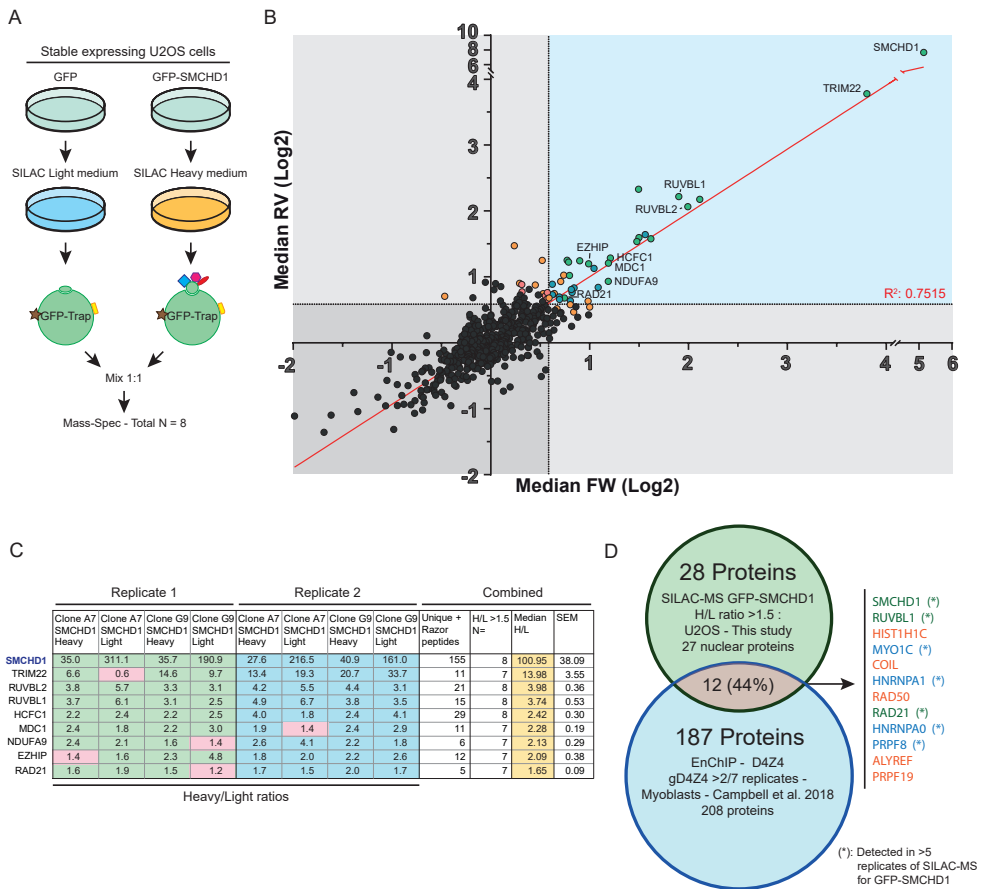 A
Stable expressing U2OS cells
GFP
GFP-SMCHD1
SILAC Light medium
SILAC Heavy medium
GFP-Trap
GFP-Trap
Mix 1:1
Mass-Spec - Total N = 8
B
Median RV (Log2)
10
8
6
4
3
2
1
-1
-2
-2
-1
1
2
3
4
5
6
Median FW (Log2)
SMCHD1
TRIM22
RUVBL1
RUVBL2
EZHIP
HCFC1
MDC1
NDUFA9
RAD21
R²: 0.7515
C
Replicate 1 Replicate 2 Combined
Clone A7 SMCHD1 Heavy
Clone A7 SMCHD1 Light
Clone G9 SMCHD1 Heavy
Clone G9 SMCHD1 Light
Clone A7 SMCHD1 Heavy
Clone A7 SMCHD1 Light
Clone G9 SMCHD1 Heavy
Clone G9 SMCHD1 Light
Unique + Razor peptides
H/L >1.5 N=
Median H/L
SEM
SMCHD1 35.0 311.1 35.7 190.9 27.6 216.5 40.9 161.0 155 8 100.95 38.09
TRIM22 6.6 0.6 14.6 9.7 13.4 19.3 20.7 33.7 11 7 13.98 3.55
RUVBL2 3.8 5.7 3.3 3.1 4.2 5.5 4.4 3.1 21 8 3.98 0.36
RUVBL1 3.7 6.1 3.1 2.5 4.9 6.7 3.8 3.5 15 8 3.74 0.53
HCFC1 2.2 2.4 2.2 2.5 4.0 1.8 2.4 4.1 29 8 2.42 0.30
MDC1 2.4 1.8 2.2 3.0 1.9 1.4 2.4 2.9 11 7 2.28 0.19
NDUFA9 2.4 2.1 1.6 1.4 2.6 4.1 2.2 1.8 6 7 2.13 0.29
EZHIP 1.4 1.6 2.3 4.8 1.5 1.8 2.2 2.6 12 7 2.09 0.38
RAD21 1.6 1.9 1.5 1.2 1.7 1.5 2.0 1.7 5 7 1.65 0.09
Heavy/Light ratios
D
28 Proteins
SILAC-MS GFP-SMCHD1
H/L ratio >1.5 :
U2OS - This study
27 nuclear proteins
12 (44%)
187 Proteins
EnChIP - D4Z4
gD4Z4 >2/7 replicates -
Myoblasts - Campbell et al. 2018
208 proteins
SMCHD1 (*)
RUVBL1 (*)
HIST1H1C
MYO1C (*)
COIL
HNRNPA1 (*)
RAD50
RAD21 (*)
HNRNPA0 (*)
PRPF8 (*)
ALYREF
PRPF19
(*): Detected in >5
replicates of SILAC-MS
for GFP-SMCHD1